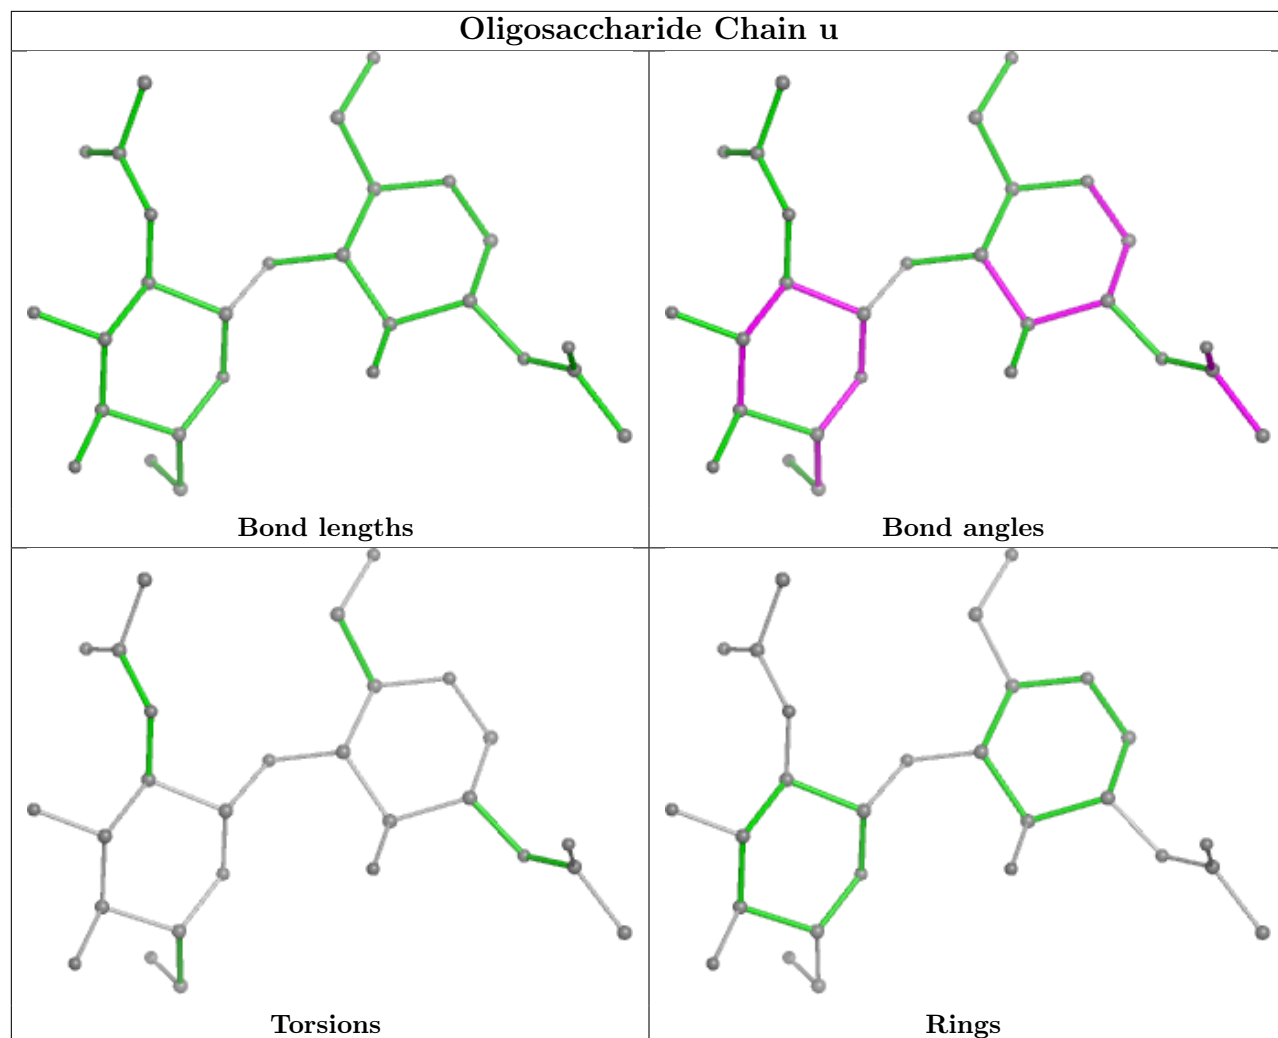 Oligosaccharide Chain u
Bond lengths
Bond angles
Torsions
Rings